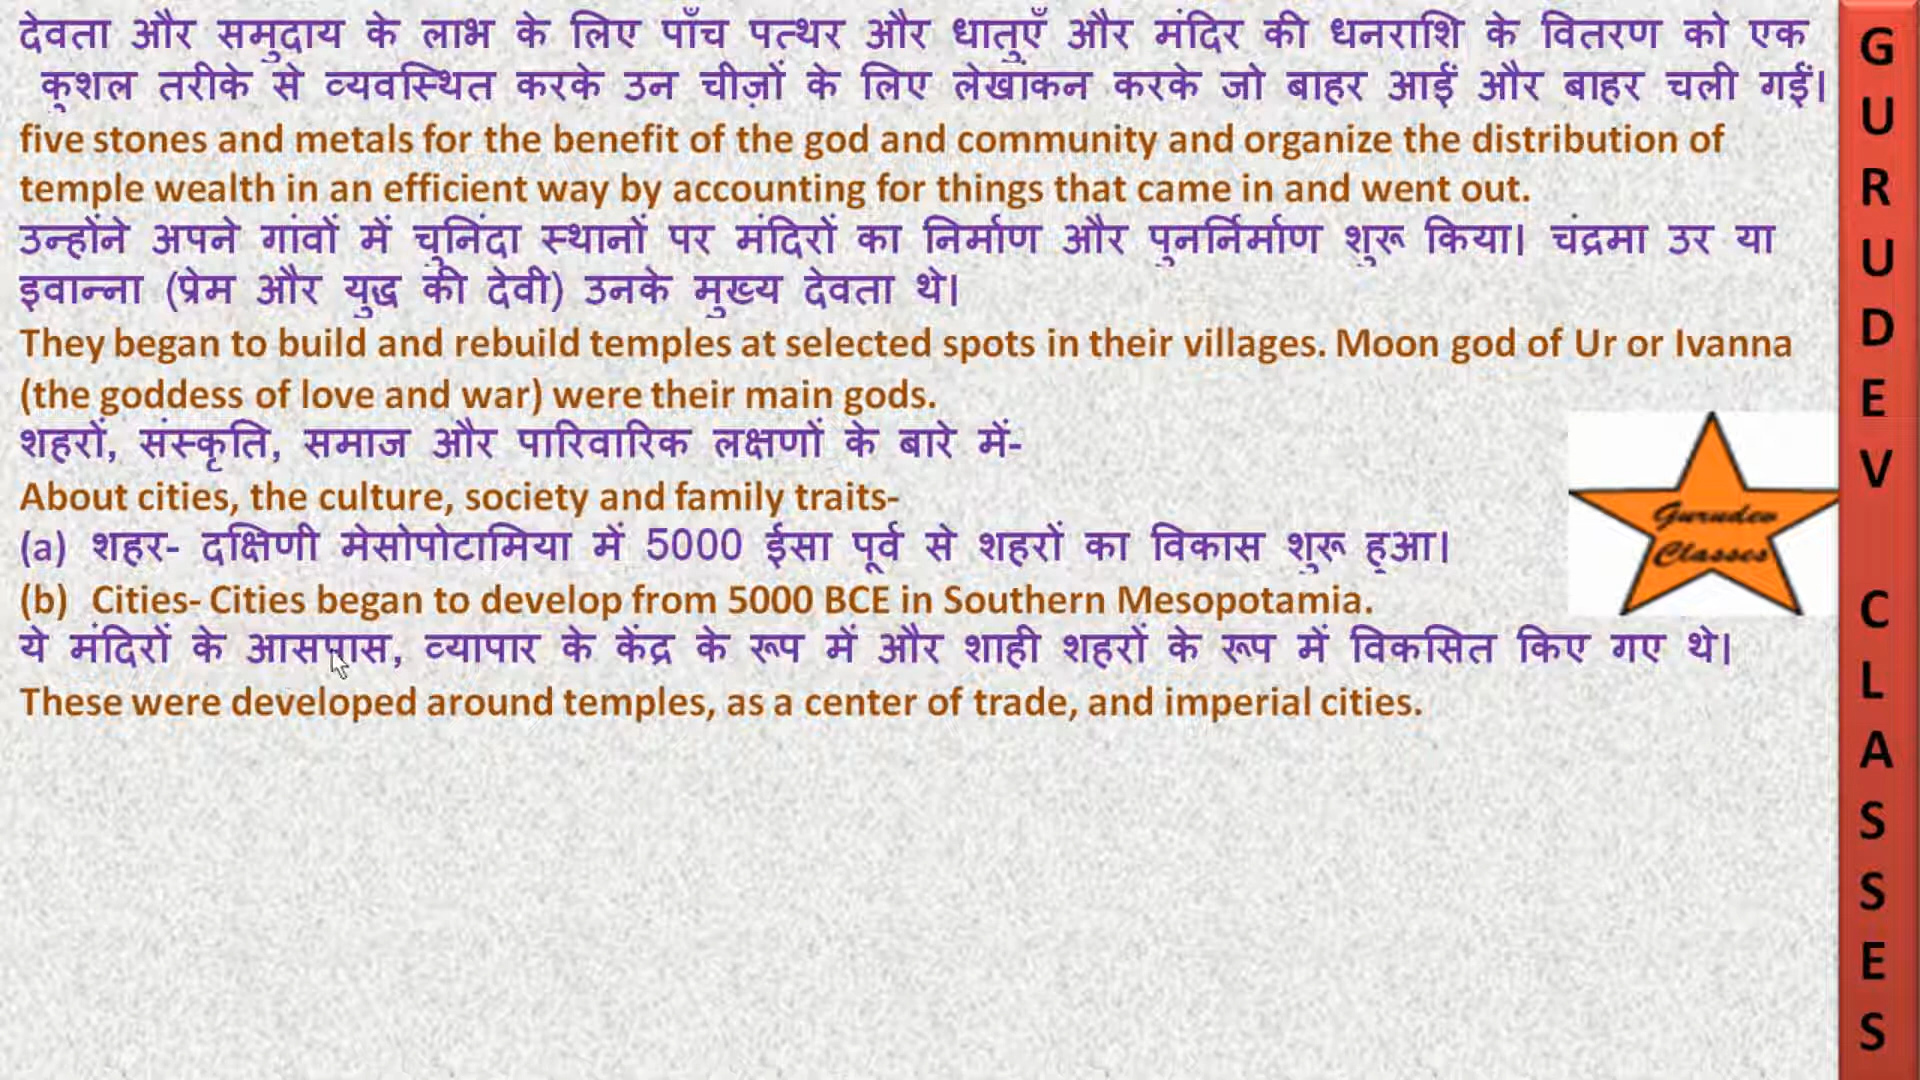 देवता और समुदाय के लाभ के लिए पाँच पत्थर और धातुएँ और मंदिर की धनराशि के वितरण को एक
कुशल तरीके से व्यवस्थित करके उन चीज़ों के लिए लेखांकन करके जो बाहर आईं और बाहर चली गईं।
five stones and metals for the benefit of the god and community and organize the distribution of
temple wealth in an efficient way by accounting for things that came in and went out.
उन्होंने अपने गांवों में चुनिंदा स्थानों पर मंदिरों का निर्माण और पुनर्निर्माण शुरू किया। चंद्रमा उर या
इवान्ना (प्रेम और युद्ध की देवी) उनके मुख्य देवता थे।
They began to build and rebuild temples at selected spots in their villages. Moon god of Ur or Ivanna
(the goddess of love and war) were their main gods.
शहरों, संस्कृति, समाज और पारिवारिक लक्षणों के बारे में-
About cities, the culture, society and family traits-
(a) शहर- दक्षिणी मेसोपोटामिया में 5000 ईसा पूर्व से शहरों का विकास शुरू हुआ।
(b) Cities- Cities began to develop from 5000 BCE in Southern Mesopotamia.
ये मंदिरों के आसपास, व्यापार के केंद्र के रूप में और शाही शहरों के रूप में विकसित किए गए थे।
These were developed around temples, as a center of trade, and imperial cities.
Gurudev
Classes
GURUDEV CLASSES